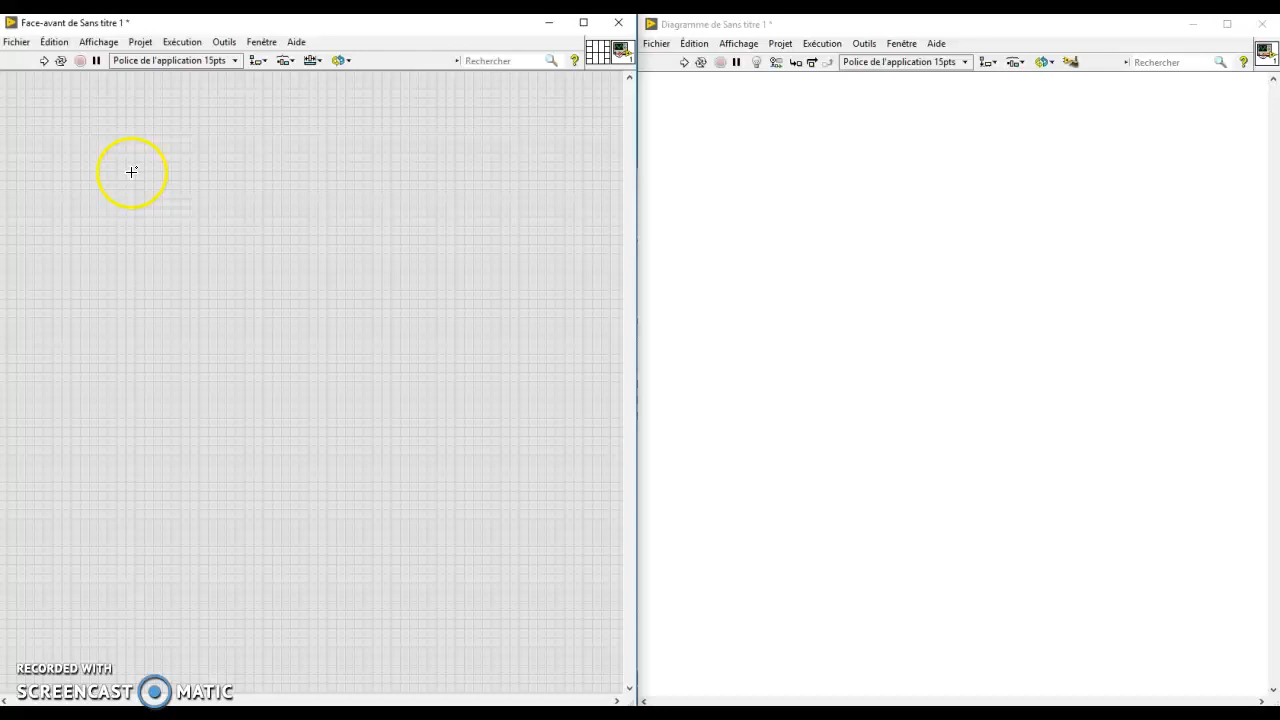 Face-avant de Sans titre 1 *
Fichier Édition Affichage Projet Exécution Outils Fenêtre Aide
Police de l'application 15pts
Rechercher
?
1
RECORDED WITH
SCREENCAST MATIC
Diagramme de Sans titre 1 *
Fichier Édition Affichage Projet Exécution Outils Fenêtre Aide
Police de l'application 15pts
Rechercher
?
1